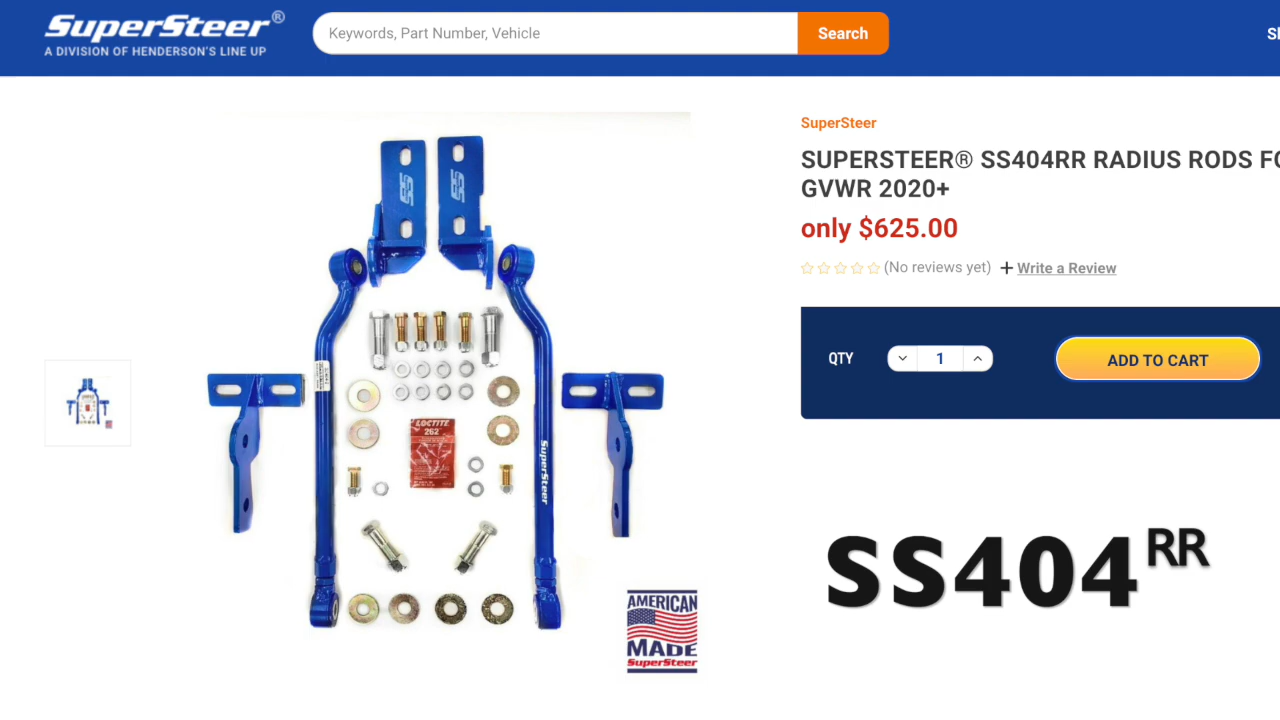 SuperSteer®
A DIVISION OF HENDERSON'S LINE UP
Keywords, Part Number, Vehicle
Search
SuperSteer
SUPERSTEER® SS404RR RADIUS RODS
GVWR 2020+
only $625.00
(No reviews yet)
+ Write a Review
QTY
1
ADD TO CART
SS
SS
LOCTITE
262
SuperSteer
AMERICAN
MADE
SuperSteer
SS404RR